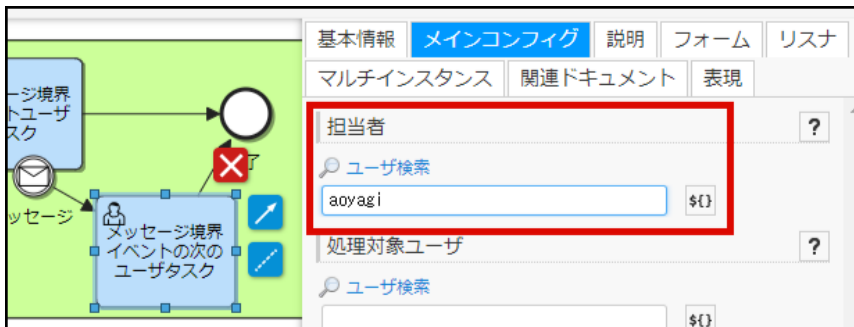 基本情報 メインコンフィグ 説明 フォーム リスナ
マルチインスタンス 関連ドキュメント 表現
担当者 ?
ユーザ検索
aoyagi ${}
処理対象ユーザ ?
ユーザ検索
${}
ージ境界
トユーザ
スク
了
ッセージ
メッセージ境界
イベントの次の
ユーザタスク